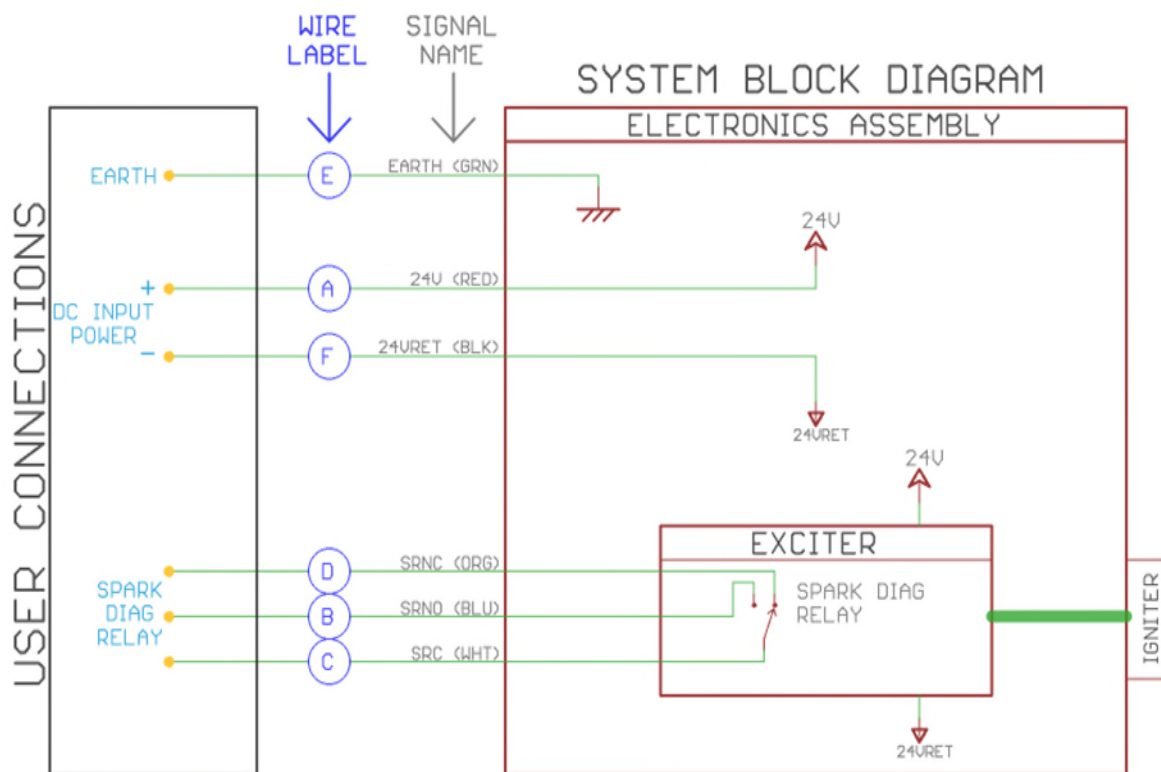 WIRE
LABEL
SIGNAL
NAME
SYSTEM BLOCK DIAGRAM
ELECTRONICS ASSEMBLY
USER CONNECTIONS
EARTH
E
EARTH (GRN)
24V
+
A
24V (RED)
DC INPUT
POWER
-
F
24VRET (BLK)
24VRET
24V
EXCITER
D
SRNC (ORG)
SPARK
DIAG
RELAY
B
SRNO (BLU)
SPARK DIAG
RELAY
C
SRC (WHT)
IGNITER
24VRET